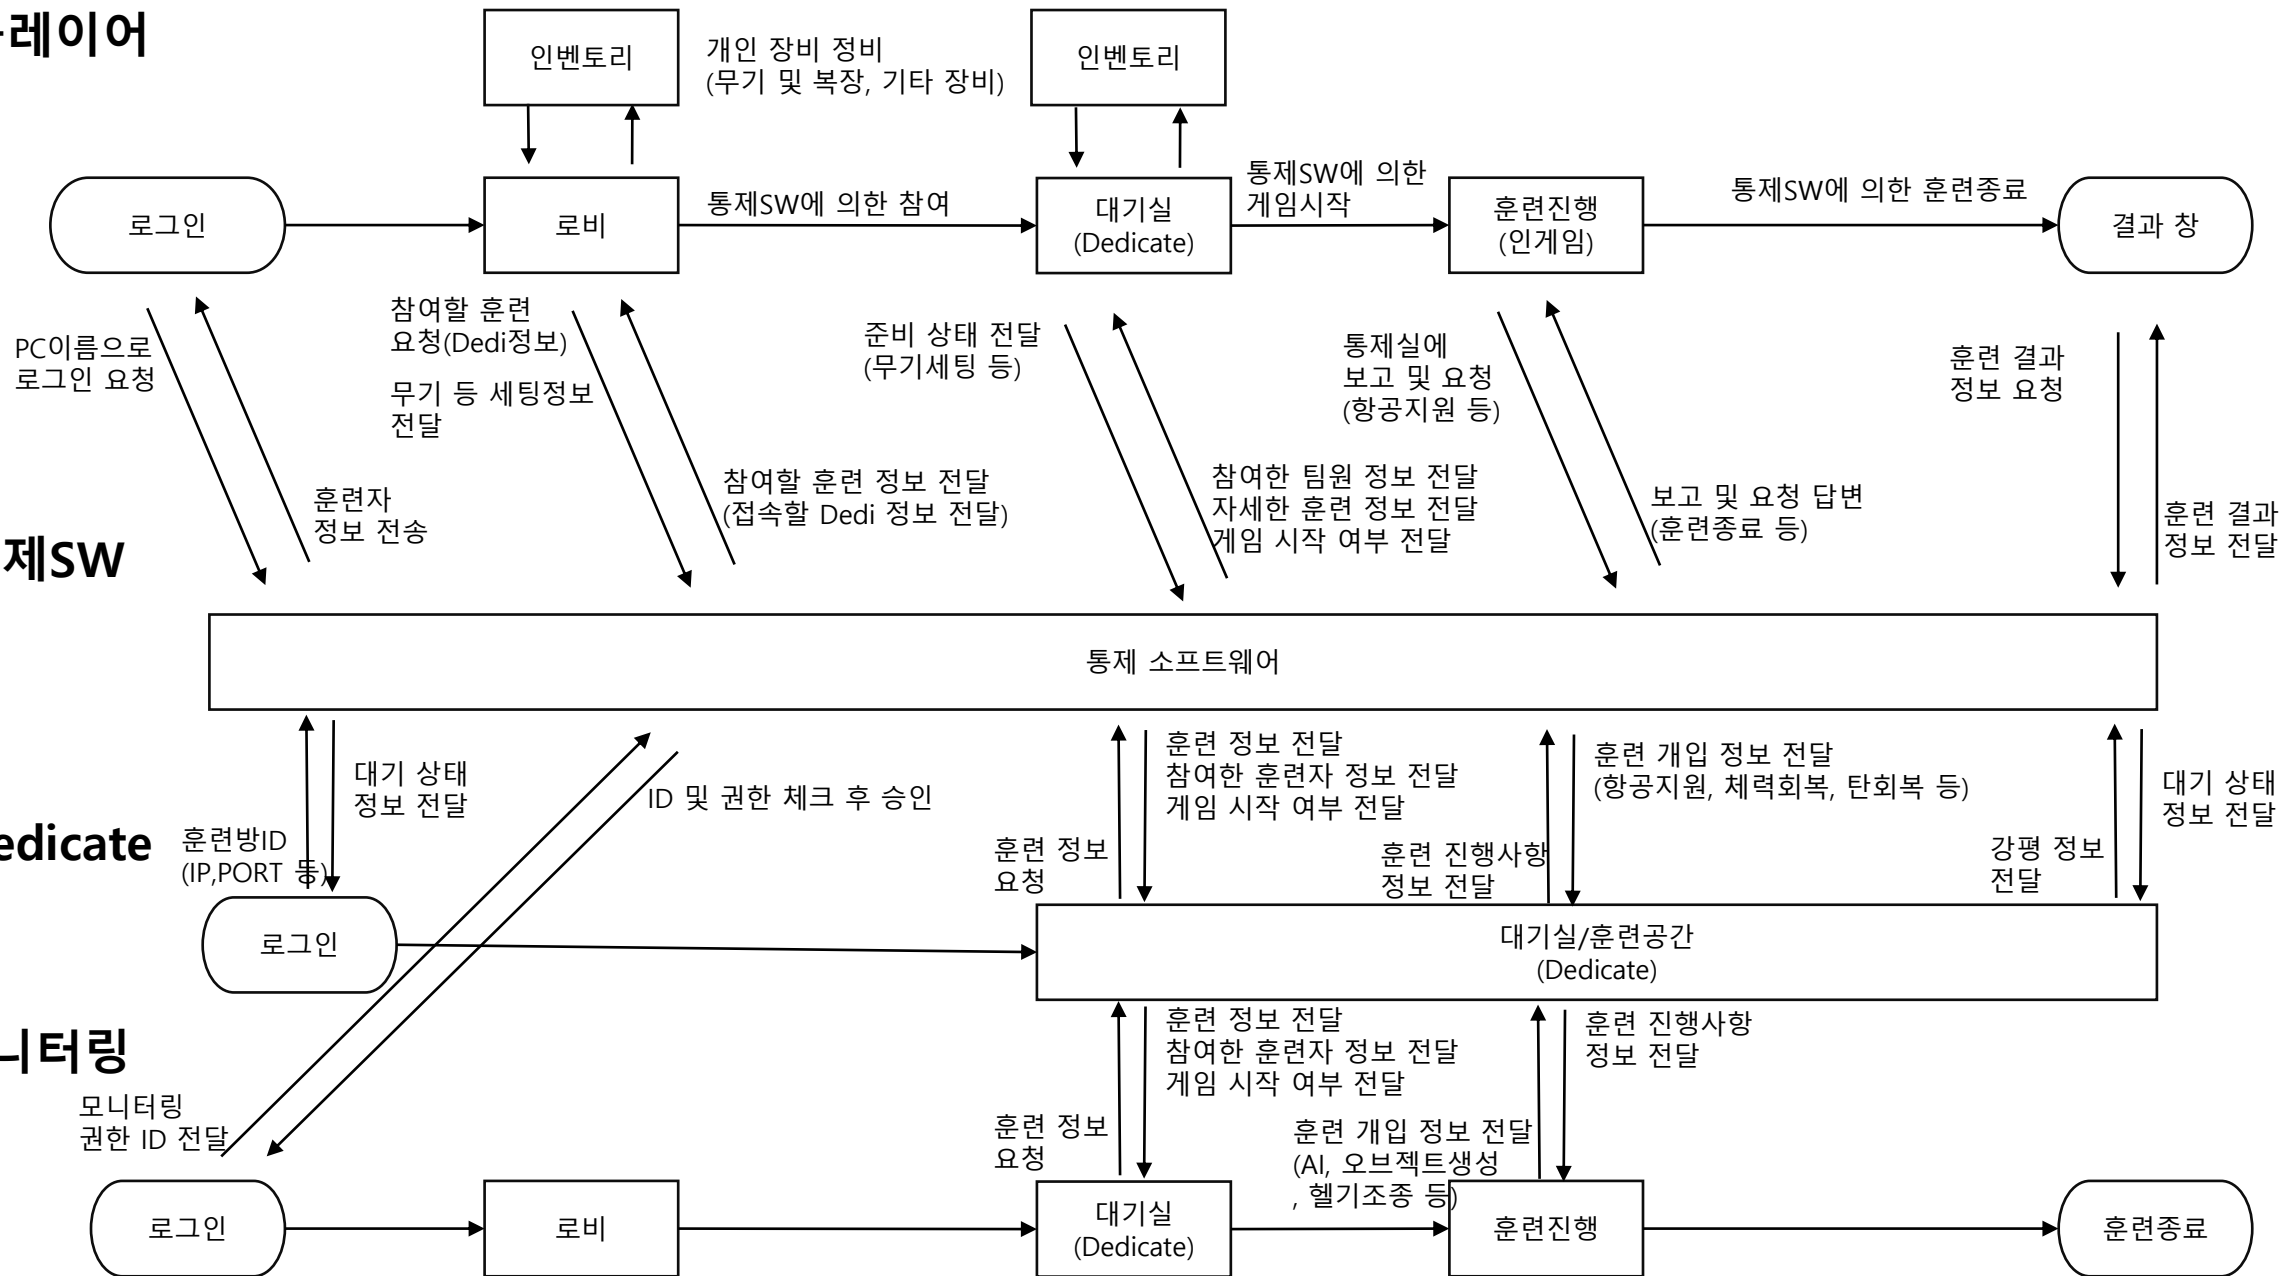 레이어
인벤토리
개인 장비 정비
(무기 및 복장, 기타 장비)
인벤토리
로그인
로비
통제SW에 의한 참여
대기실
(Dedicate)
통제SW에 의한
게임시작
훈련진행
(인게임)
통제SW에 의한 훈련종료
결과 창
PC이름으로
로그인 요청
훈련자
정보 전송
참여할 훈련
요청(Dedi정보)
무기 등 세팅정보
전달
참여할 훈련 정보 전달
(접속할 Dedi 정보 전달)
준비 상태 전달
(무기세팅 등)
참여한 팀원 정보 전달
자세한 훈련 정보 전달
게임 시작 여부 전달
통제실에
보고 및 요청
(항공지원 등)
보고 및 요청 답변
(훈련종료 등)
훈련 결과
정보 요청
훈련 결과
정보 전달
제SW
통제 소프트웨어
대기 상태
정보 전달
ID 및 권한 체크 후 승인
훈련 정보 전달
참여한 훈련자 정보 전달
게임 시작 여부 전달
훈련 개입 정보 전달
(항공지원, 체력회복, 탄회복 등)
대기 상태
정보 전달
edicate
훈련방ID
(IP,PORT 등)
훈련 정보
요청
훈련 진행사항
정보 전달
강평 정보
전달
로그인
대기실/훈련공간
(Dedicate)
니터링
훈련 정보 전달
참여한 훈련자 정보 전달
게임 시작 여부 전달
훈련 진행사항
정보 전달
모니터링
권한 ID 전달
훈련 정보
요청
훈련 개입 정보 전달
(AI, 오브젝트생성
, 헬기조종 등)
로그인
로비
대기실
(Dedicate)
훈련진행
훈련종료